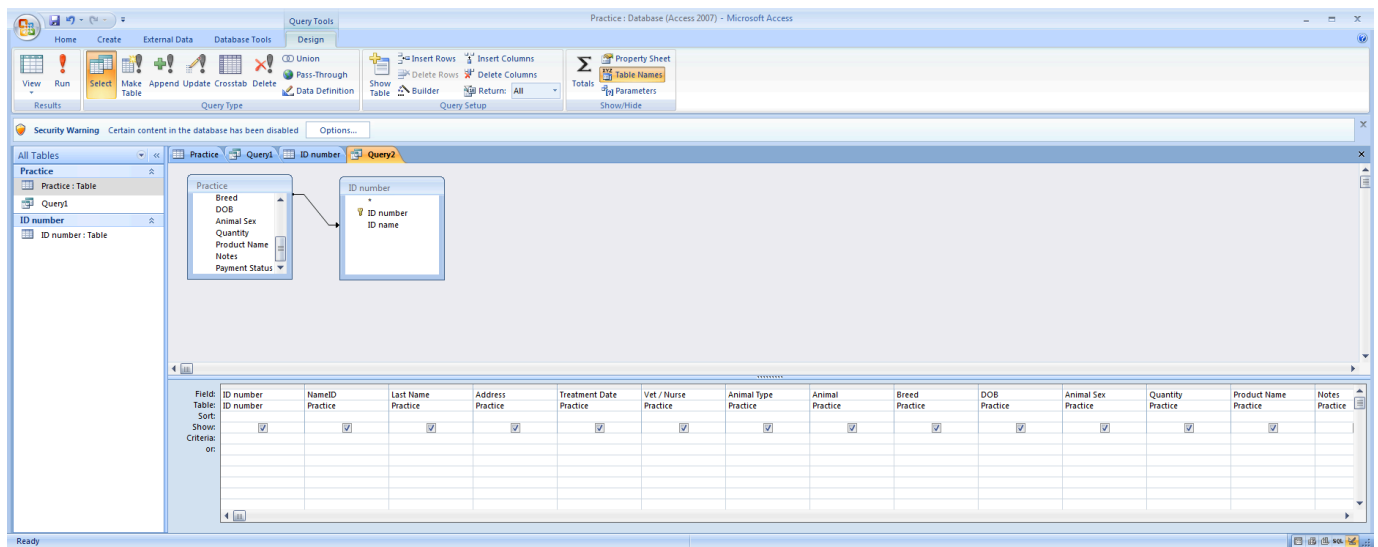 Query Tools
Practice : Database (Access 2007) - Microsoft Access
Home Create External Data Database Tools Design
View
Run
Results
Select
Make Table
Append
Update
Crosstab
Delete
Union
Pass-Through
Data Definition
Query Type
Show Table
Insert Rows
Delete Rows
Builder
Insert Columns
Delete Columns
Return: All
Query Setup
Totals
Property Sheet
Table Names
Parameters
Show/Hide
Security Warning Certain content in the database has been disabled Options...
All Tables
Practice
Practice : Table
Query1
ID number
ID number : Table
Practice Query1 ID number Query2
Practice
Breed
DOB
Animal Sex
Quantity
Product Name
Notes
Payment Status
ID number
*
ID number
ID name
Field: ID number NameID Last Name Address Treatment Date Vet / Nurse Animal Type Animal Breed DOB Animal Sex Quantity Product Name Notes
Table: ID number Practice Practice Practice Practice Practice Practice Practice Practice Practice Practice Practice Practice Practice
Sort:
Show:
Criteria:
or:
Ready
SQL